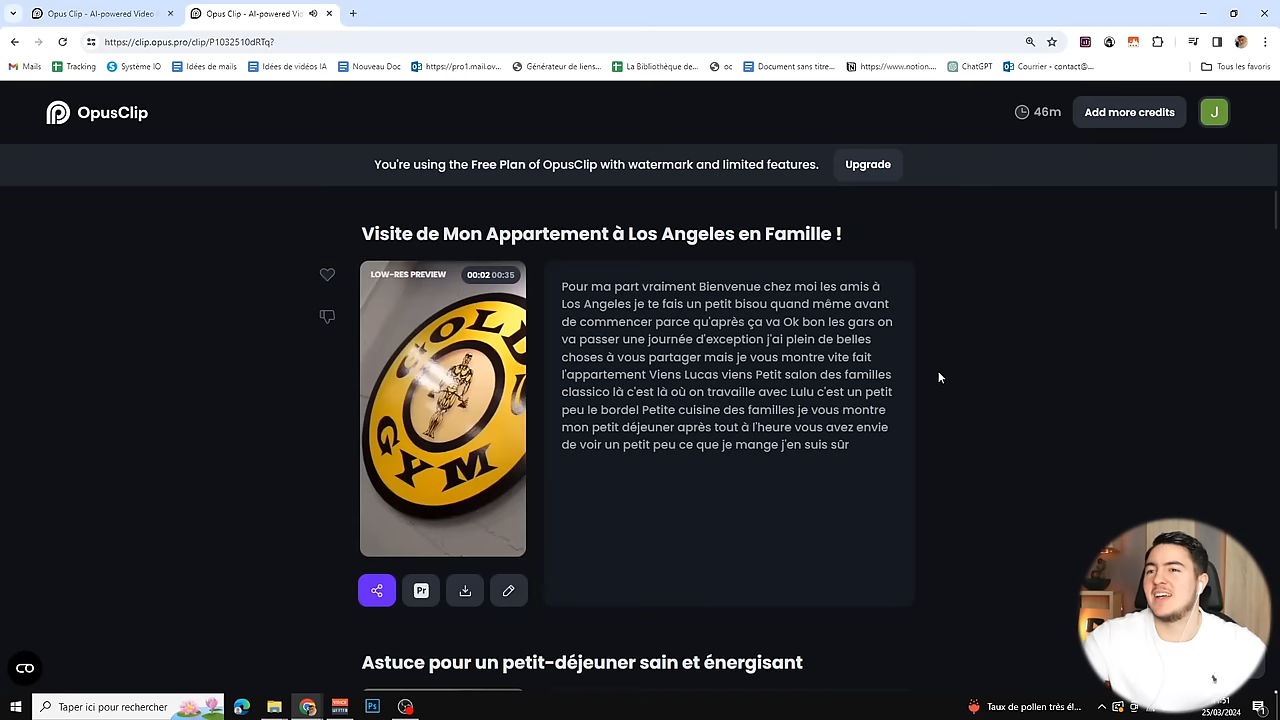 Opus Clip - AI-powered Video
Opus Clip - AI-powered Vi
https://clip.opus.pro/clip/P1032510dRTq?
Mails
Tracking
Système IO
Idées de mails
Idées de vidéos IA
Nouveau Doc
https://pro1.mail.ov...
Générateur de liens...
La Bibliothèque de...
oc
Document sans titre...
https://www.notion....
ChatGPT
Courrier - contact@...
Tous les favoris
OpusClip
46m
Add more credits
J
You're using the Free Plan of OpusClip with watermark and limited features.
Upgrade
Visite de Mon Appartement à Los Angeles en Famille !
LOW-RES PREVIEW
00:02 00:35
GOLD
GYM
Pour ma part vraiment Bienvenue chez moi les amis à
Los Angeles je te fais un petit bisou quand même avant
de commencer parce qu'après ça va Ok bon les gars on
va passer une journée d'exception j'ai plein de belles
choses à vous partager mais je vous montre vite fait
l'appartement Viens Lucas viens Petit salon des familles
classico là c'est là où on travaille avec Lulu c'est un petit
peu le bordel Petite cuisine des familles je vous montre
mon petit déjeuner après tout à l'heure vous avez envie
de voir un petit peu ce que je mange j'en suis sûr
Pr
Astuce pour un petit-déjeuner sain et énergisant
Taper ici pour rechercher
Ps
Taux de pollen très él...
25/03/2024